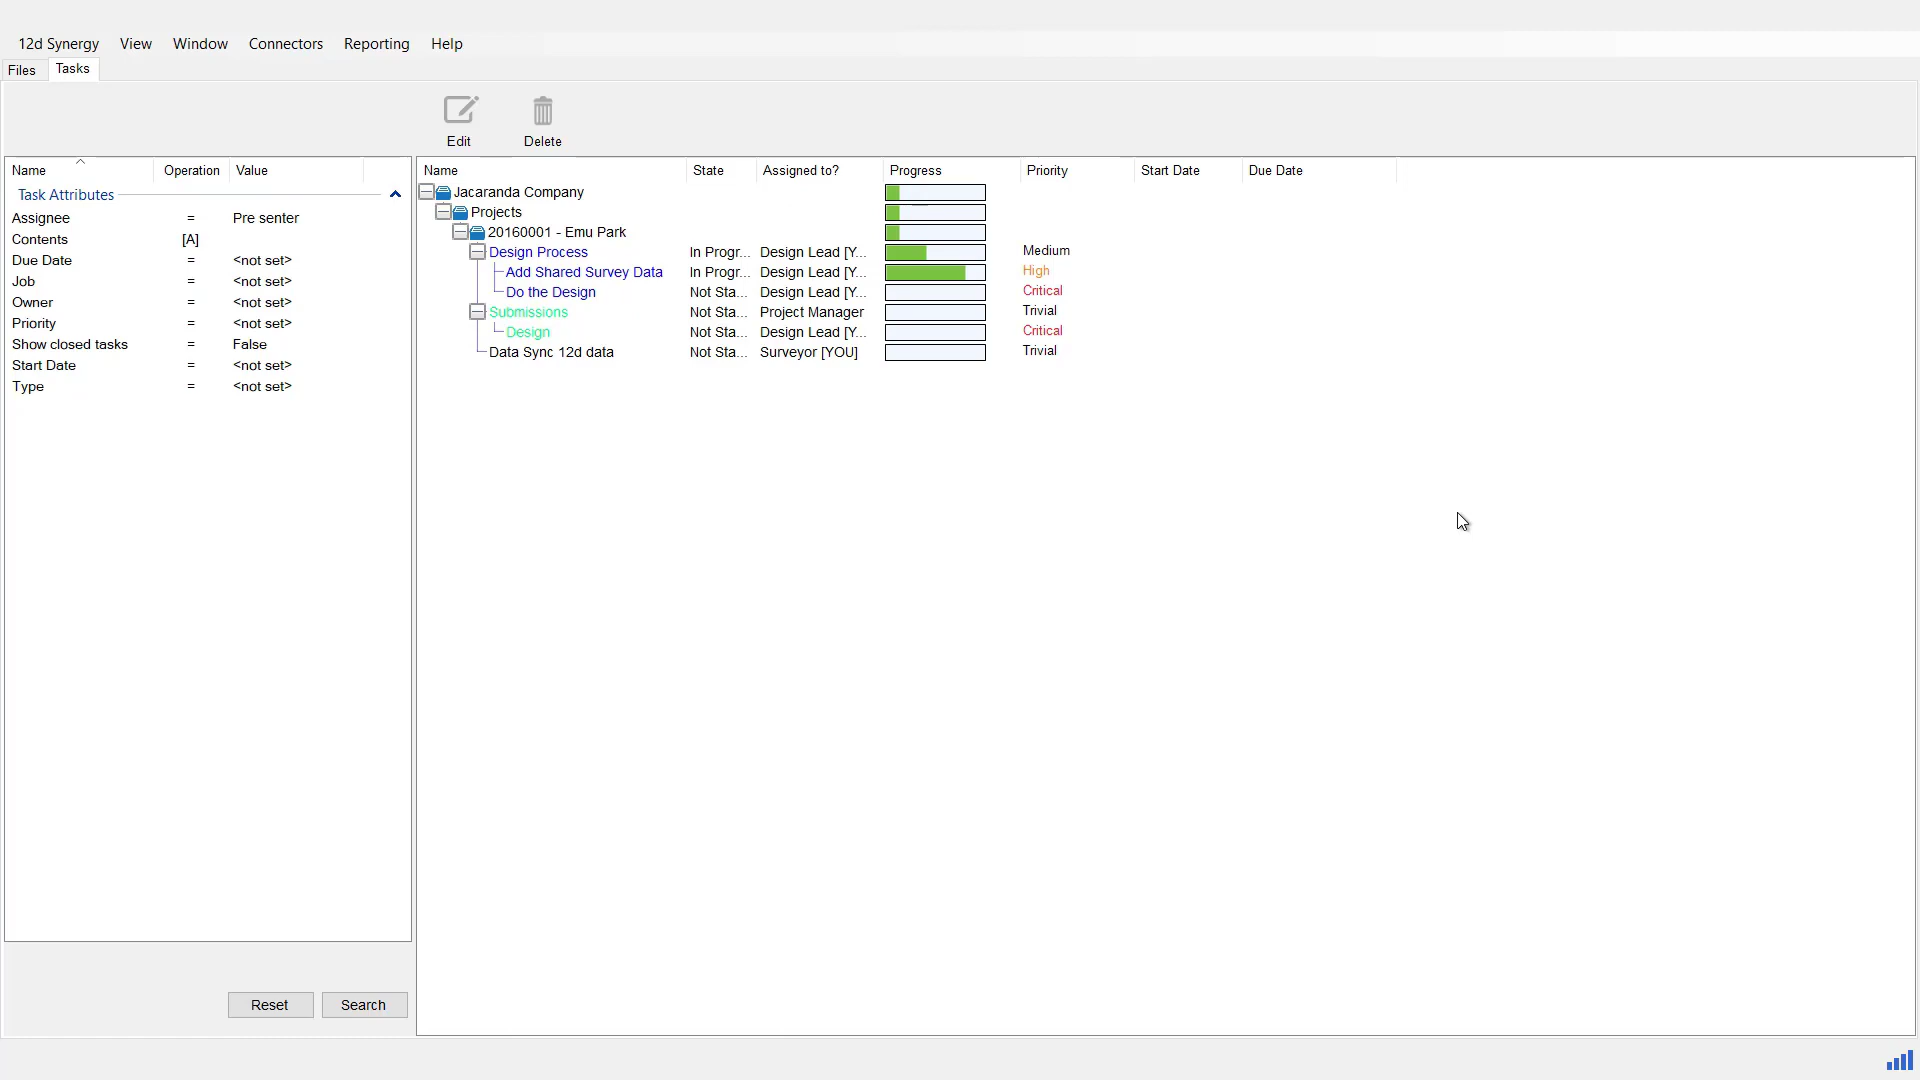 12d Synergy View Window Connectors Reporting Help
Files Tasks
Edit Delete
Name Operation Value
Task Attributes
Assignee = Pre senter
Contents [A]
Due Date = <not set>
Job = <not set>
Owner = <not set>
Priority = <not set>
Show closed tasks = False
Start Date = <not set>
Type = <not set>
Reset Search
Name State Assigned to? Progress Priority Start Date Due Date
Jacaranda Company
Projects
20160001 - Emu Park
Design Process In Progr... Design Lead [Y... Medium
Add Shared Survey Data In Progr... Design Lead [Y... High
Do the Design Not Sta... Design Lead [Y... Critical
Submissions Not Sta... Project Manager Trivial
Design Not Sta... Design Lead [Y... Critical
Data Sync 12d data Not Sta... Surveyor [YOU] Trivial